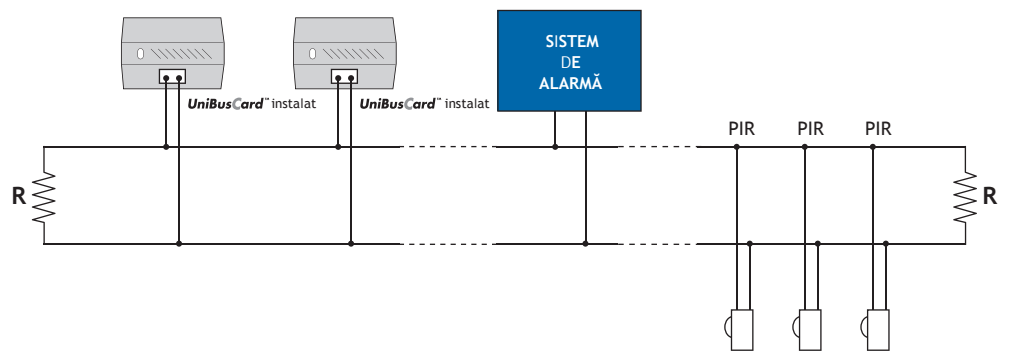 SISTEM
DE
ALARMĂ
UniBusCard™ instalat
UniBusCard™ instalat
PIR PIR PIR
R
R